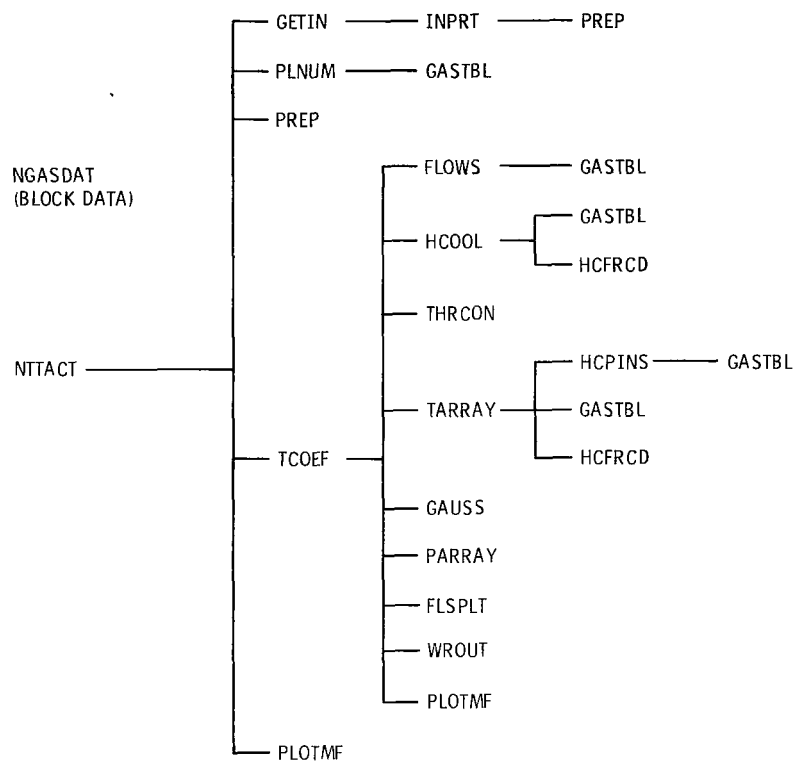 GETIN INPRT PREP
PLNUM GASTBL
PREP
NGASDAT
(BLOCK DATA)
FLOWS GASTBL
GASTBL
HCOOL
HCFRCD
THRCON
NTTACT
HCPINS GASTBL
TARRAY GASTBL
TCOEF HCFRCD
GAUSS
PARRAY
FLSPLT
WROUT
PLOTMF
PLOTMF